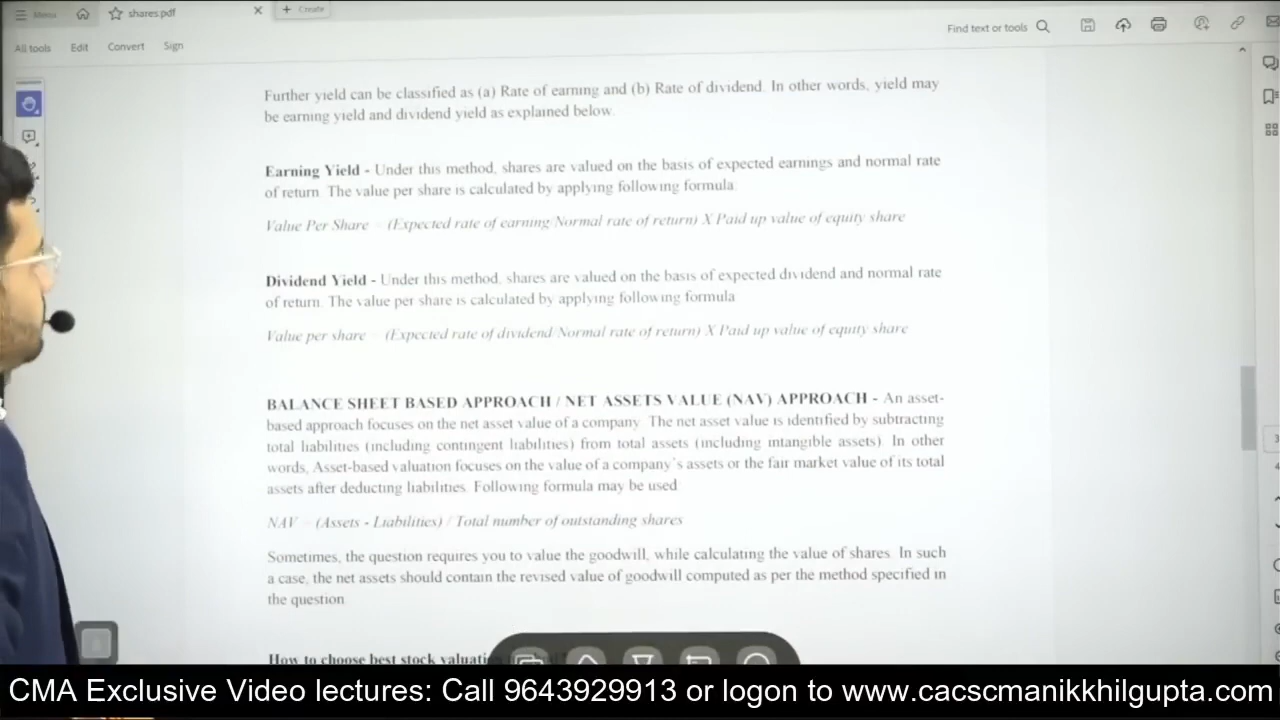 Menu
shares.pdf
+ Create
All tools Edit Convert Sign
Find text or tools
Further yield can be classified as (a) Rate of earning and (b) Rate of dividend. In other words, yield may
be earning yield and dividend yield as explained below.
Earning Yield - Under this method, shares are valued on the basis of expected earnings and normal rate
of return. The value per share is calculated by applying following formula:
Value Per Share = (Expected rate of earning/Normal rate of return) X Paid up value of equity share
Dividend Yield - Under this method, shares are valued on the basis of expected dividend and normal rate
of return. The value per share is calculated by applying following formula:
Value per share = (Expected rate of dividend/Normal rate of return) X Paid up value of equity share
BALANCE SHEET BASED APPROACH / NET ASSETS VALUE (NAV) APPROACH - An asset-
based approach focuses on the net asset value of a company. The net asset value is identified by subtracting
total liabilities (including contingent liabilities) from total assets (including intangible assets). In other
words, Asset-based valuation focuses on the value of a company's assets or the fair market value of its total
assets after deducting liabilities. Following formula may be used:
NAV = (Assets - Liabilities) / Total number of outstanding shares
Sometimes, the question requires you to value the goodwill, while calculating the value of shares. In such
a case, the net assets should contain the revised value of goodwill computed as per the method specified in
the question.
How to choose best stock valuation
CMA Exclusive Video lectures: Call 9643929913 or logon to www.cacscmanikkhilgupta.com